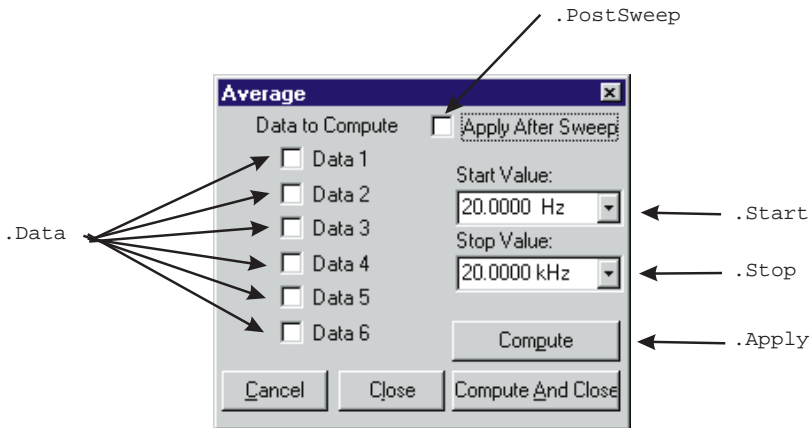 .PostSweep
Average
Data to Compute
Apply After Sweep
Data 1
Data 2
Data 3
Data 4
Data 5
Data 6
.Data
Start Value:
20.0000 Hz
.Start
Stop Value:
20.0000 kHz
.Stop
Compute
.Apply
Cancel
Close
Compute And Close